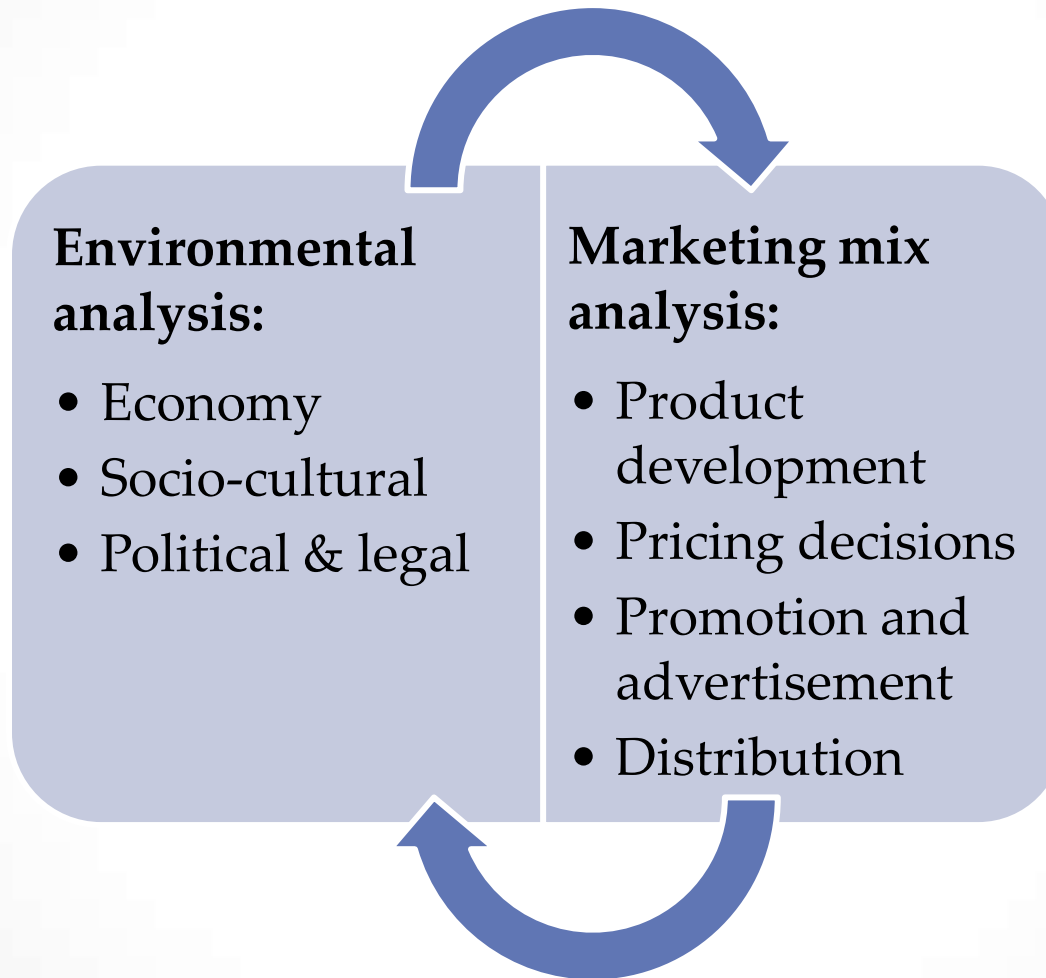 Environmental
analysis:
• Economy
• Socio-cultural
• Political & legal
Marketing mix
analysis:
• Product
development
• Pricing decisions
• Promotion and
advertisement
• Distribution